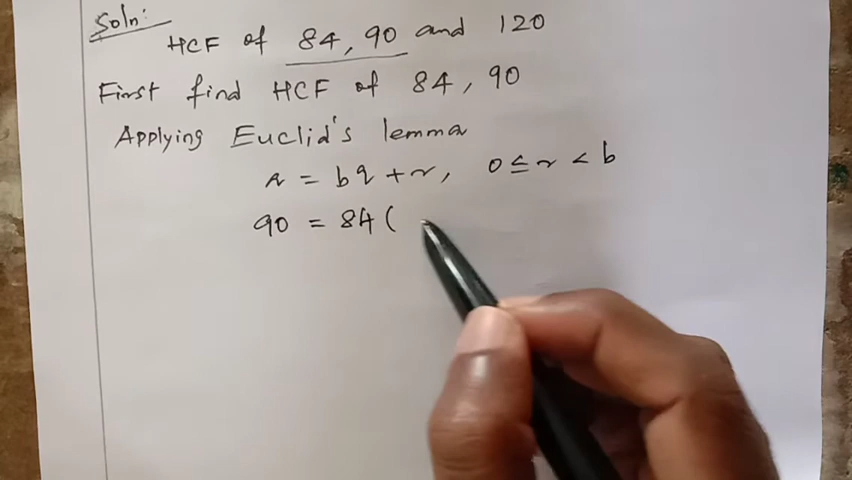 Soln:
HCF of 84, 90 and 120
First find HCF of 84, 90
Applying Euclid's lemma
a = bq + r, 0 ≤ r < b
90 = 84 (